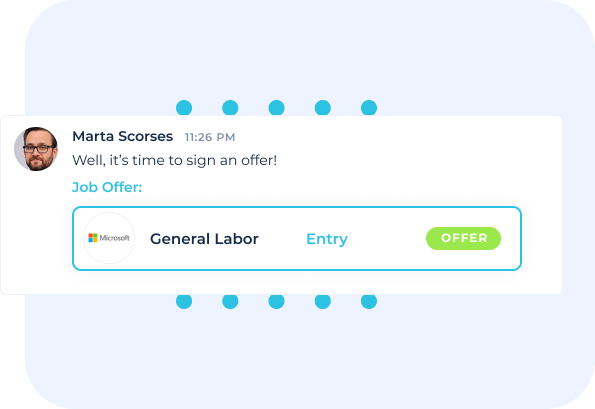 Marta Scorses 11:26 PM
Well, it's time to sign an offer!
Job Offer:
Microsoft General Labor Entry OFFER